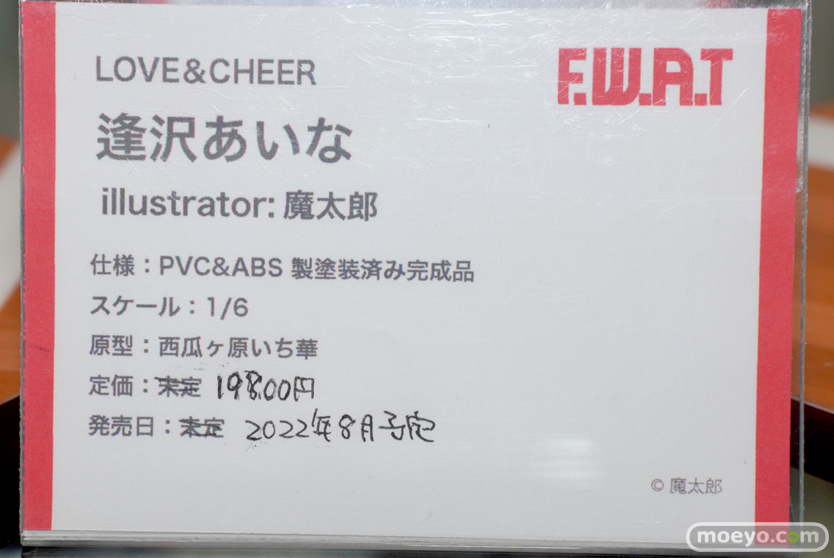 LOVE&CHEER
F.W.A.T
逢沢あいな
illustrator: 魔太郎
仕様：PVC&ABS 製塗装済み完成品
スケール：1/6
原型：西瓜ヶ原いち華
定価：未定 19800円
発売日：未定 2022年8月予定
© 魔太郎
moeyo.com